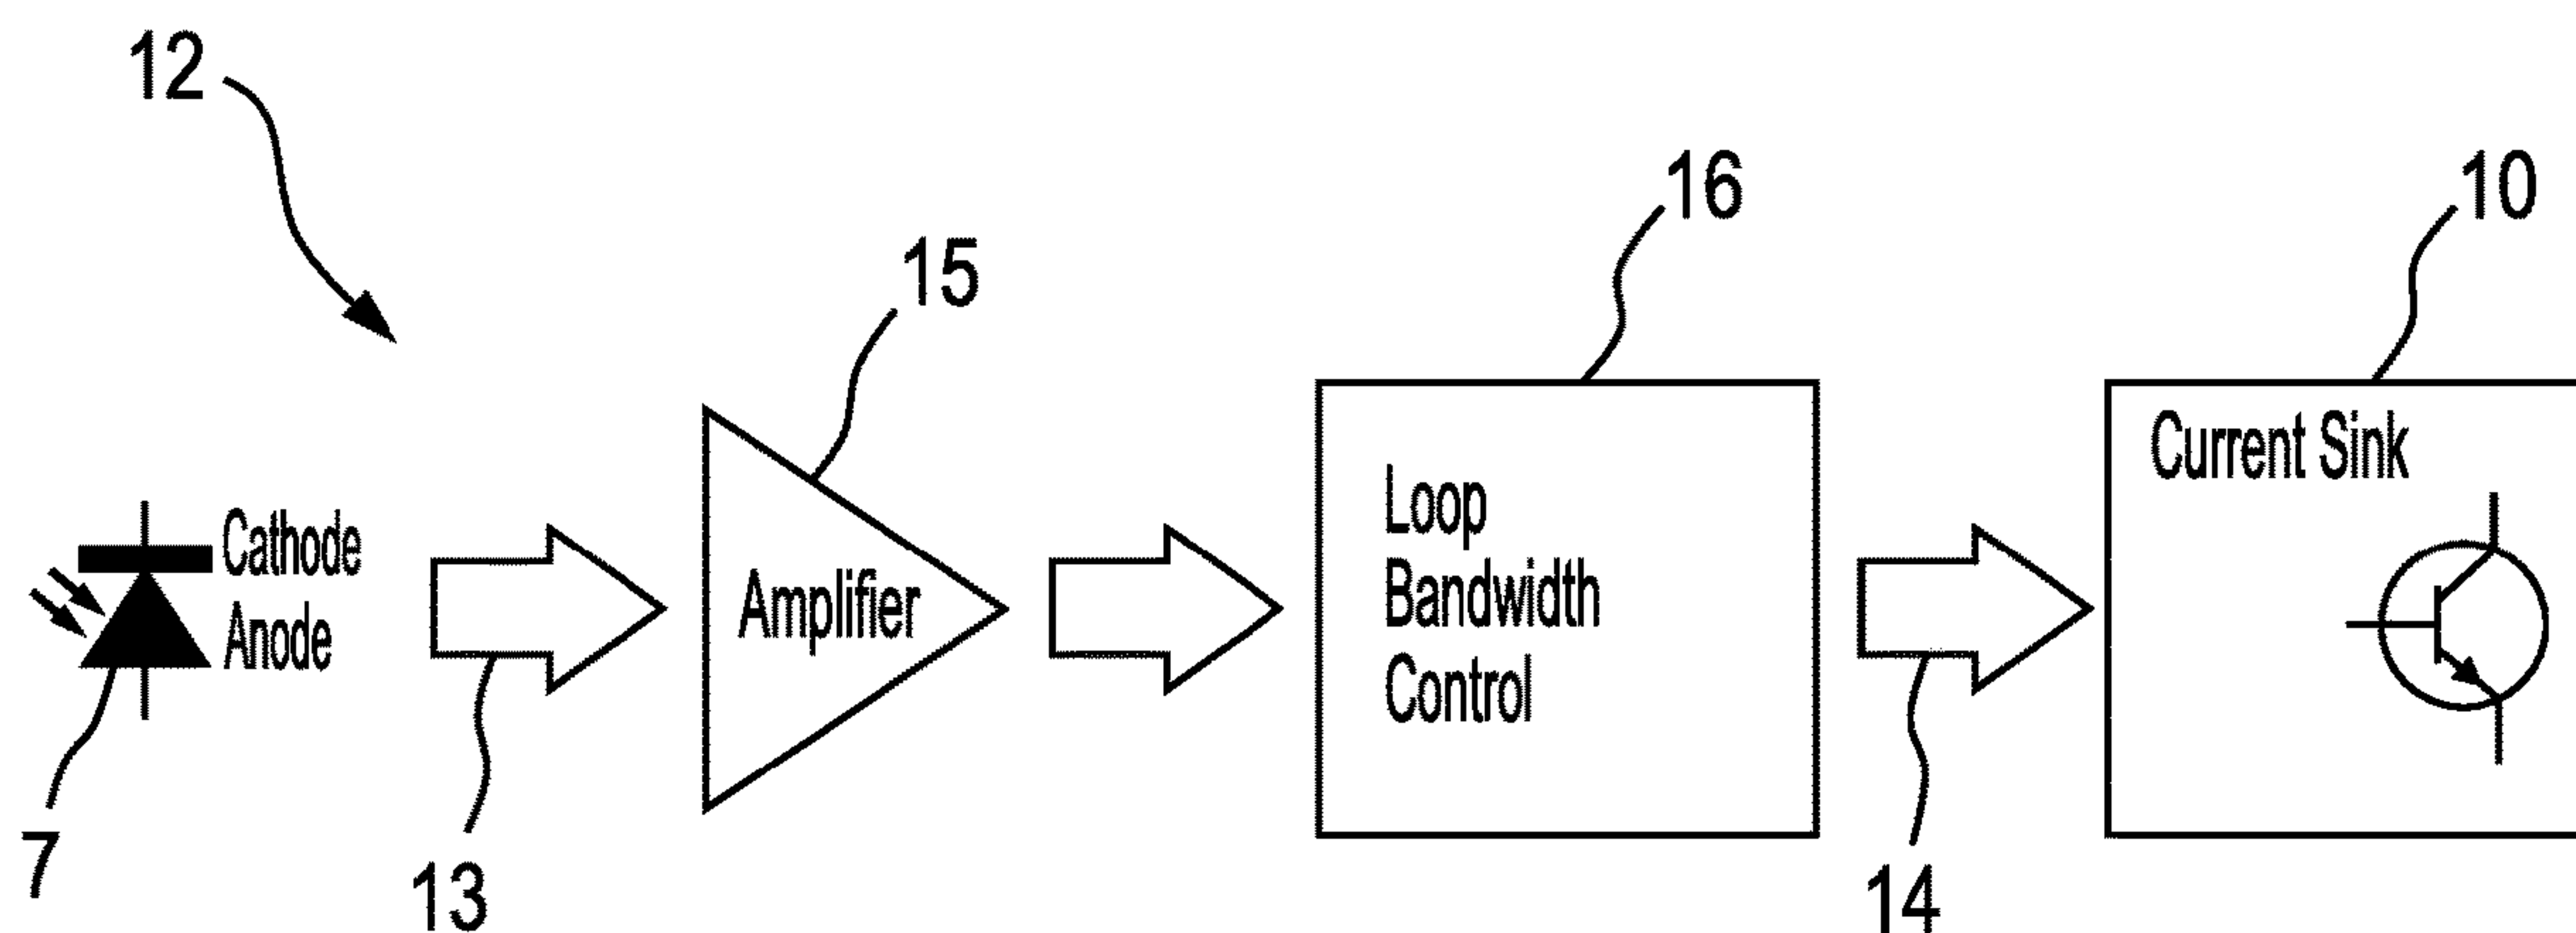 12
16
10
15
Current Sink
Loop
Bandwidth
Control
Cathode
Anode
Amplifier
7
13
14